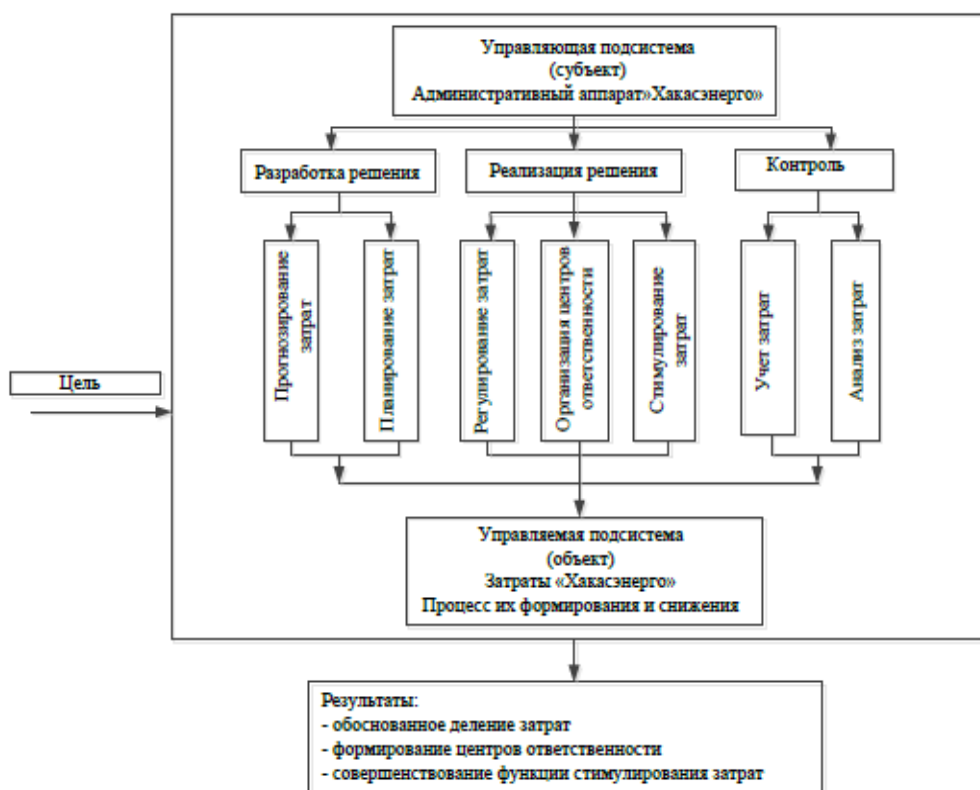 Управляющая подсистема
(субъект)
Административный аппарат»Хакасэнерго»
Разработка решения
Реализация решения
Контроль
Прогнозирование
затрат
Планирование затрат
Регулирование затрат
Организация центров
ответственности
Стимулирование
затрат
Учет затрат
Анализ затрат
Цель
Управляемая подсистема
(объект)
Затраты «Хакасэнерго»
Процесс их формирования и снижения
Результаты:
- обоснованное деление затрат
- формирование центров ответственности
- совершенствование функции стимулирования затрат